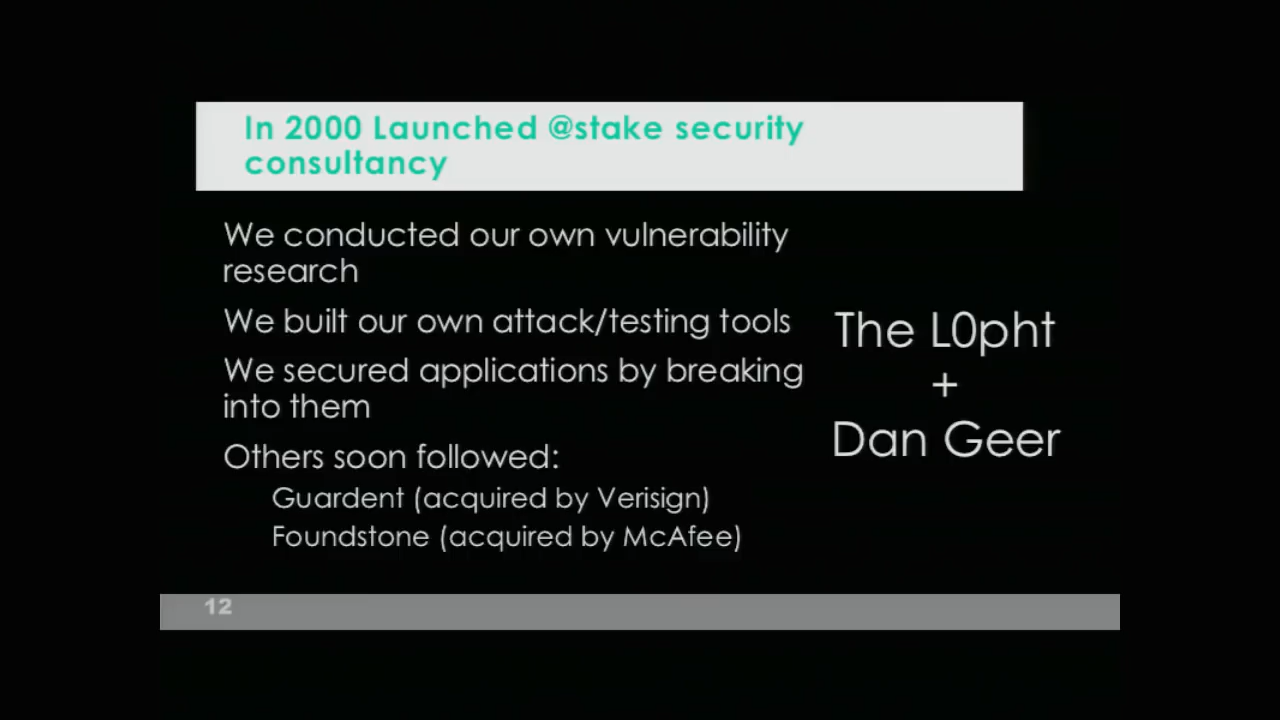 In 2000 Launched @stake security
consultancy
We conducted our own vulnerability
research
We built our own attack/testing tools
We secured applications by breaking
into them
Others soon followed:
Guardent (acquired by Verisign)
Foundstone (acquired by McAfee)
The L0pht
+
Dan Geer
12